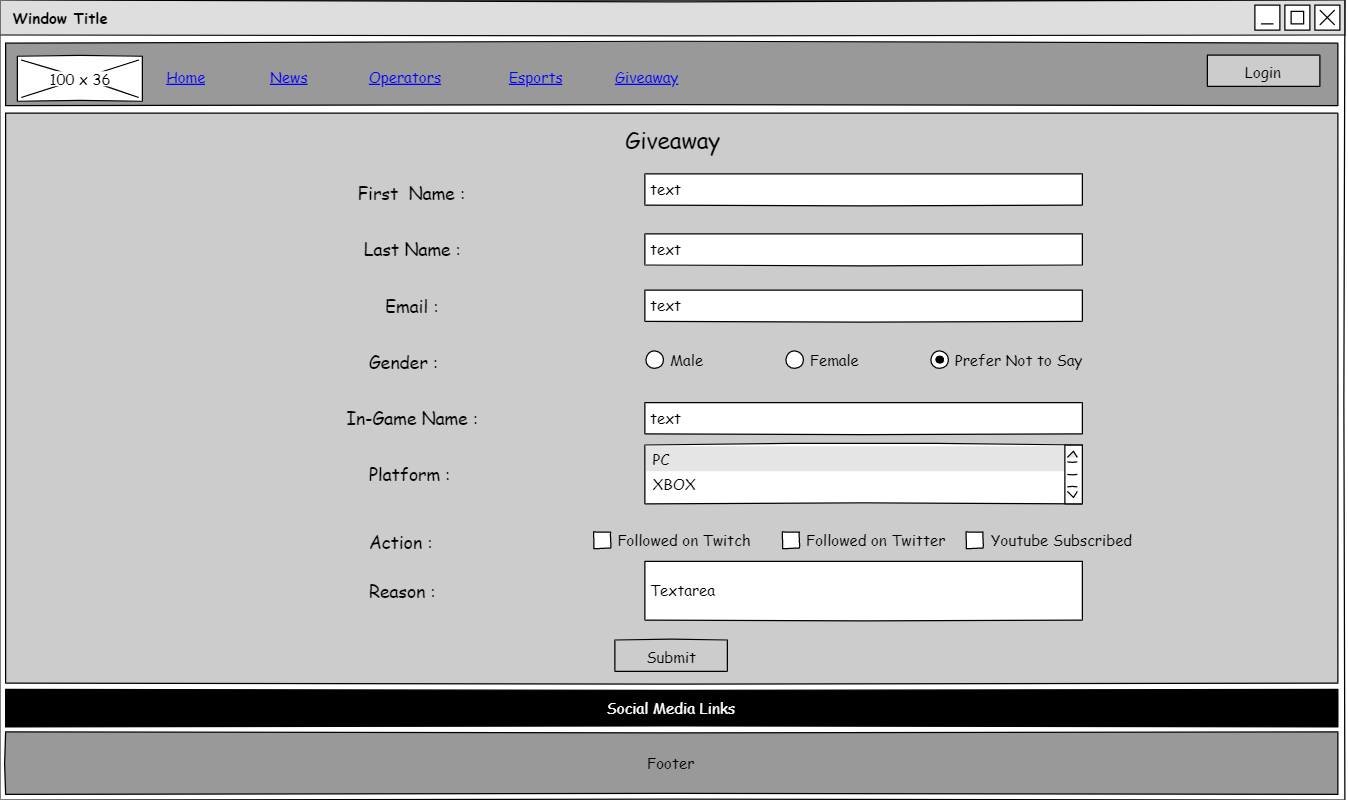 Window Title
100 x 36 Home News Operators Esports Giveaway Login
Giveaway
First Name : text
Last Name : text
Email : text
Gender : Male Female Prefer Not to Say
In-Game Name : text
Platform : PC
XBOX
Action : Followed on Twitch Followed on Twitter Youtube Subscribed
Reason : Textarea
Submit
Social Media Links
Footer